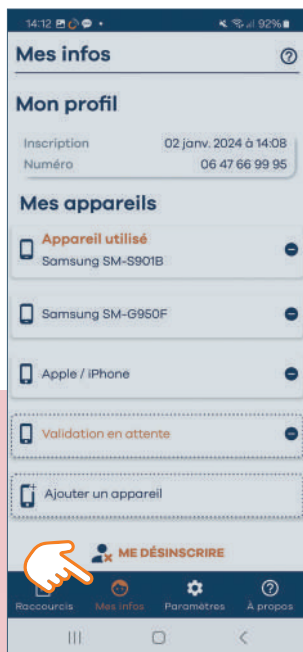 14:12 92%
Mes infos
Mon profil
Inscription 02 janv. 2024 à 14:08
Numéro 06 47 66 99 95
Mes appareils
Appareil utilisé
Samsung SM-S901B
Samsung SM-G950F
Apple / iPhone
Validation en attente
Ajouter un appareil
ME DÉSINSCRIRE
Raccourcis Mes infos Paramètres À propos